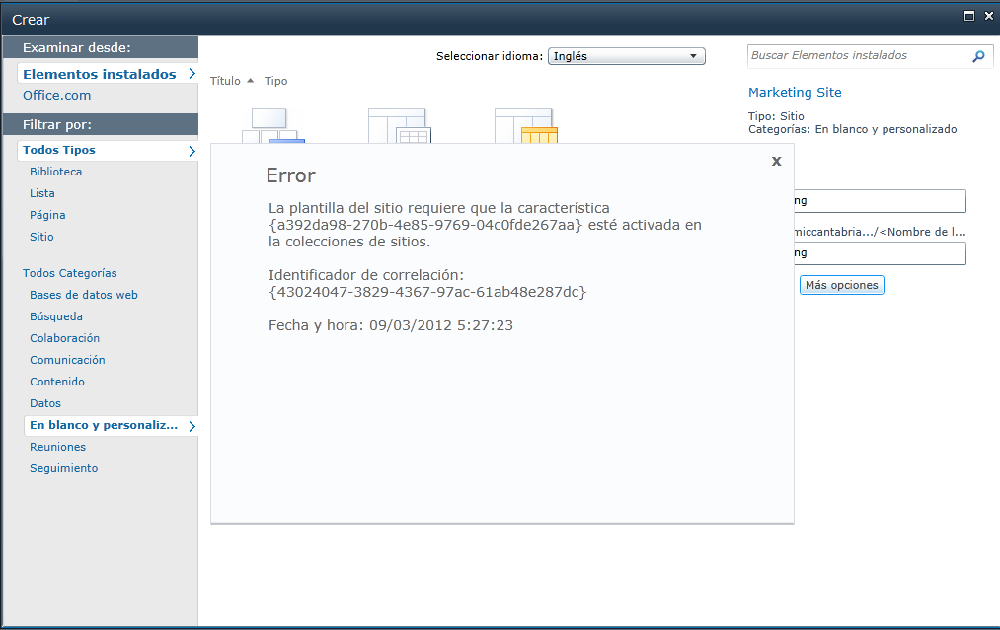 Crear
Examinar desde:
Elementos instalados
Office.com
Filtrar por:
Todos Tipos
Biblioteca
Lista
Página
Sitio
Todos Categorías
Bases de datos web
Búsqueda
Colaboración
Comunicación
Contenido
Datos
En blanco y personaliz...
Reuniones
Seguimiento
Seleccionar idioma: Inglés
Título Tipo
Error
x
La plantilla del sitio requiere que la característica
{a392da98-270b-4e85-9769-04c0fde267aa} esté activada en
la colecciones de sitios.
Identificador de correlación:
{43024047-3829-4367-97ac-61ab48e287dc}
Fecha y hora: 09/03/2012 5:27:23
Buscar Elementos instalados
Marketing Site
Tipo: Sitio
Categorías: En blanco y personalizado
ng
miccantabria.../<Nombre de l...
ng
Más opciones